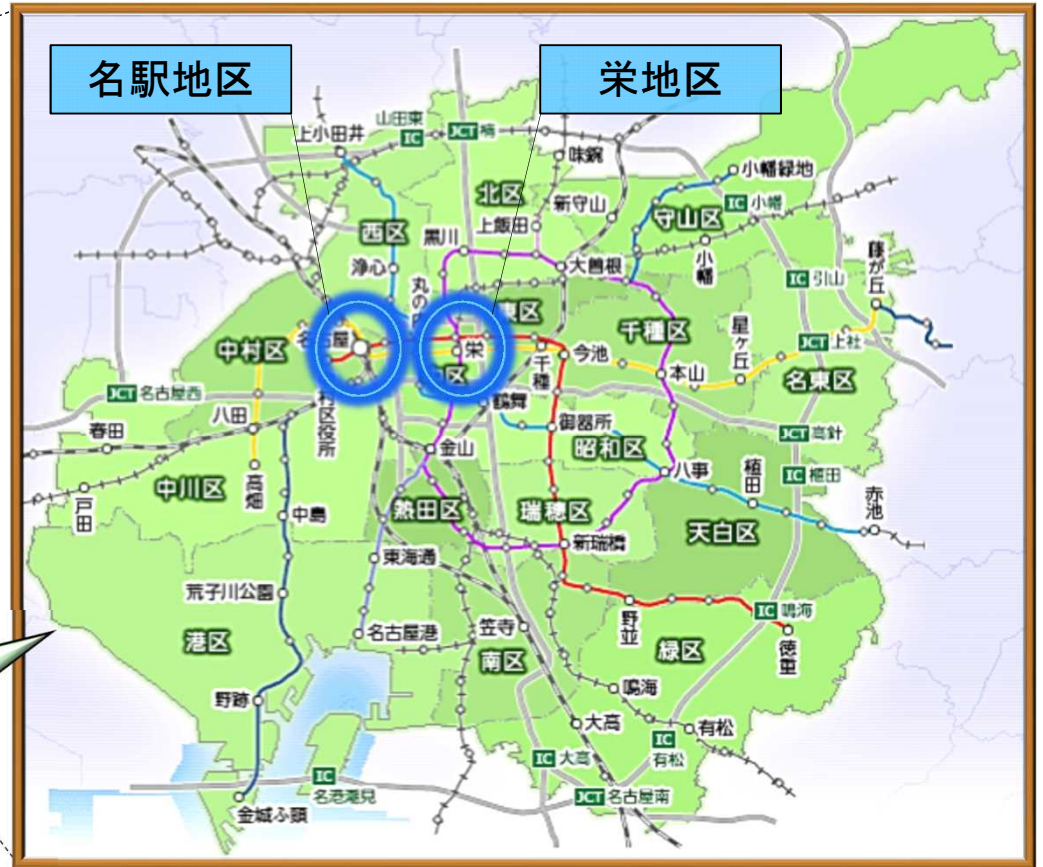 名駅地区
栄地区
山田東
IC
上小田井
JCT 楠
味鋺
小幡緑地
北区
IC 小幡
新守山
守山区
上飯田
西区
黒川
小幡
藤が丘
浄心
大曽根
IC 引山
丸の内
東区
千種区
星ヶ丘
名古屋
JCT 上社
中村区
栄
千種
今池
本山
名東区
JCT 名古屋西
区
鶴舞
村区役所
八田
御器所
春田
JCT 高針
金山
昭和区
八事
植田
高畑
IC 植田
戸田
中川区
熱田区
瑞穂区
赤池
中島
天白区
新瑞橋
東海通
荒子川公園
IC 鳴海
野並
名古屋港
笠寺
徳重
港区
緑区
南区
鳴海
野跡
大高
有松
IC 大高
IC
有松
IC
名港潮見
JCT 名古屋南
金城ふ頭